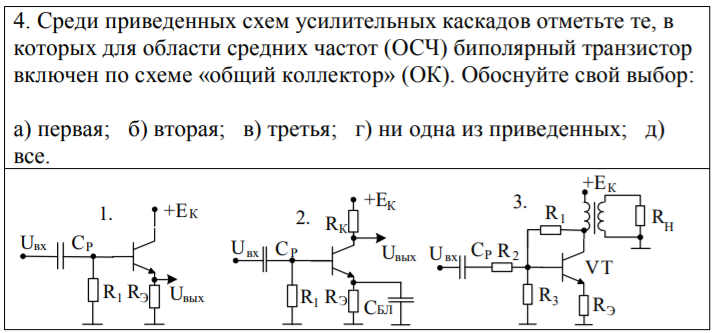 4. Среди приведенных схем усилительных каскадов отметьте те, в
которых для области средних частот (ОСЧ) биполярный транзистор
включен по схеме «общий коллектор» (ОК). Обоснуйте свой выбор:
а) первая; б) вторая; в) третья; г) ни одна из приведенных; д)
все.
1.
+EК
Uвх
CР
R1
RЭ
Uвых
2.
+EК
RК
Uвх
CР
Uвых
R1
RЭ
CБЛ
3.
+EК
R1
RН
Uвх
CР
R2
VT
R3
RЭ